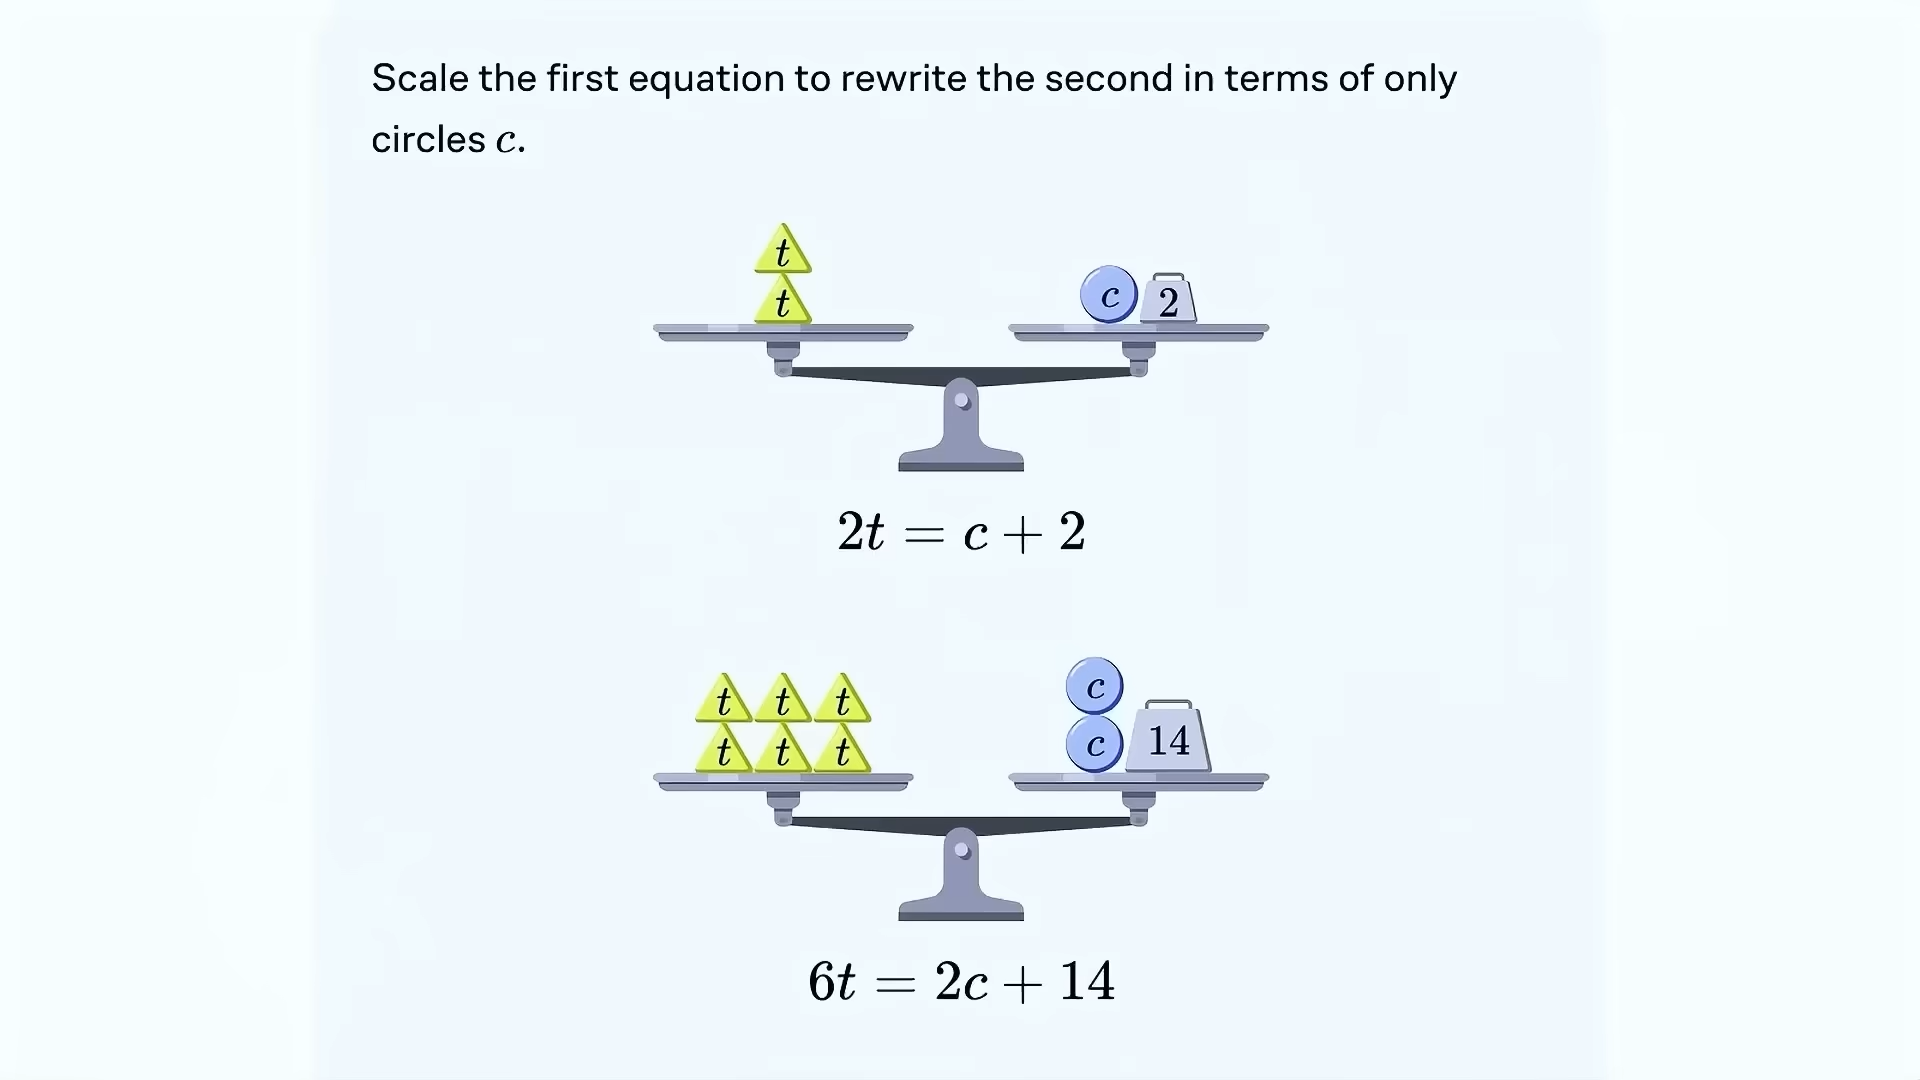 Scale the first equation to rewrite the second in terms of only
circles c.
t
t
c 2
2t = c + 2
t t t
c
t t t
c 14
6t = 2c + 14